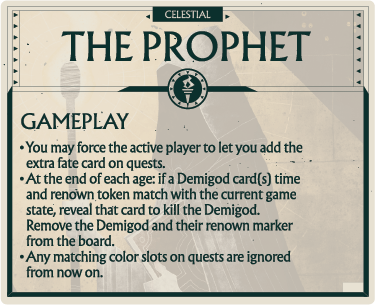 CELESTIAL
THE PROPHET
GAMEPLAY
•You may force the active player to let you add the
extra fate card on quests.
•At the end of each age: if a Demigod card(s) time
and renown token match with the current game
state, reveal that card to kill the Demigod.
Remove the Demigod and their renown marker
from the board.
•Any matching color slots on quests are ignored
from now on.